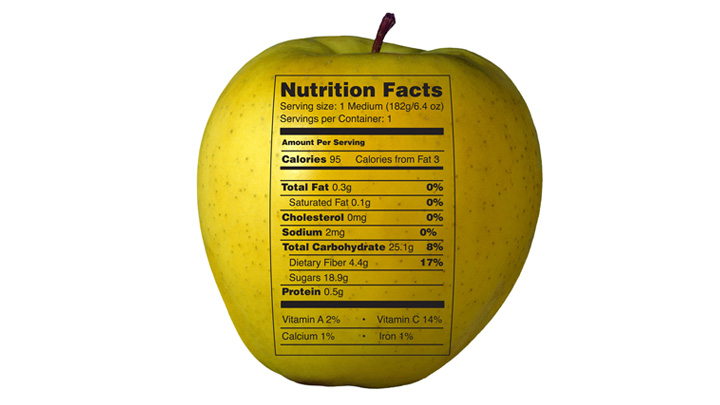 Nutrition Facts
Serving size: 1 Medium (182g/6.4 oz)
Servings per Container: 1
Amount Per Serving
Calories 95 Calories from Fat 3
Total Fat 0.3g 0%
Saturated Fat 0.1g 0%
Cholesterol 0mg 0%
Sodium 2mg 0%
Total Carbohydrate 25.1g 8%
Dietary Fiber 4.4g 17%
Sugars 18.9g
Protein 0.5g
Vitamin A 2% • Vitamin C 14%
Calcium 1% • Iron 1%